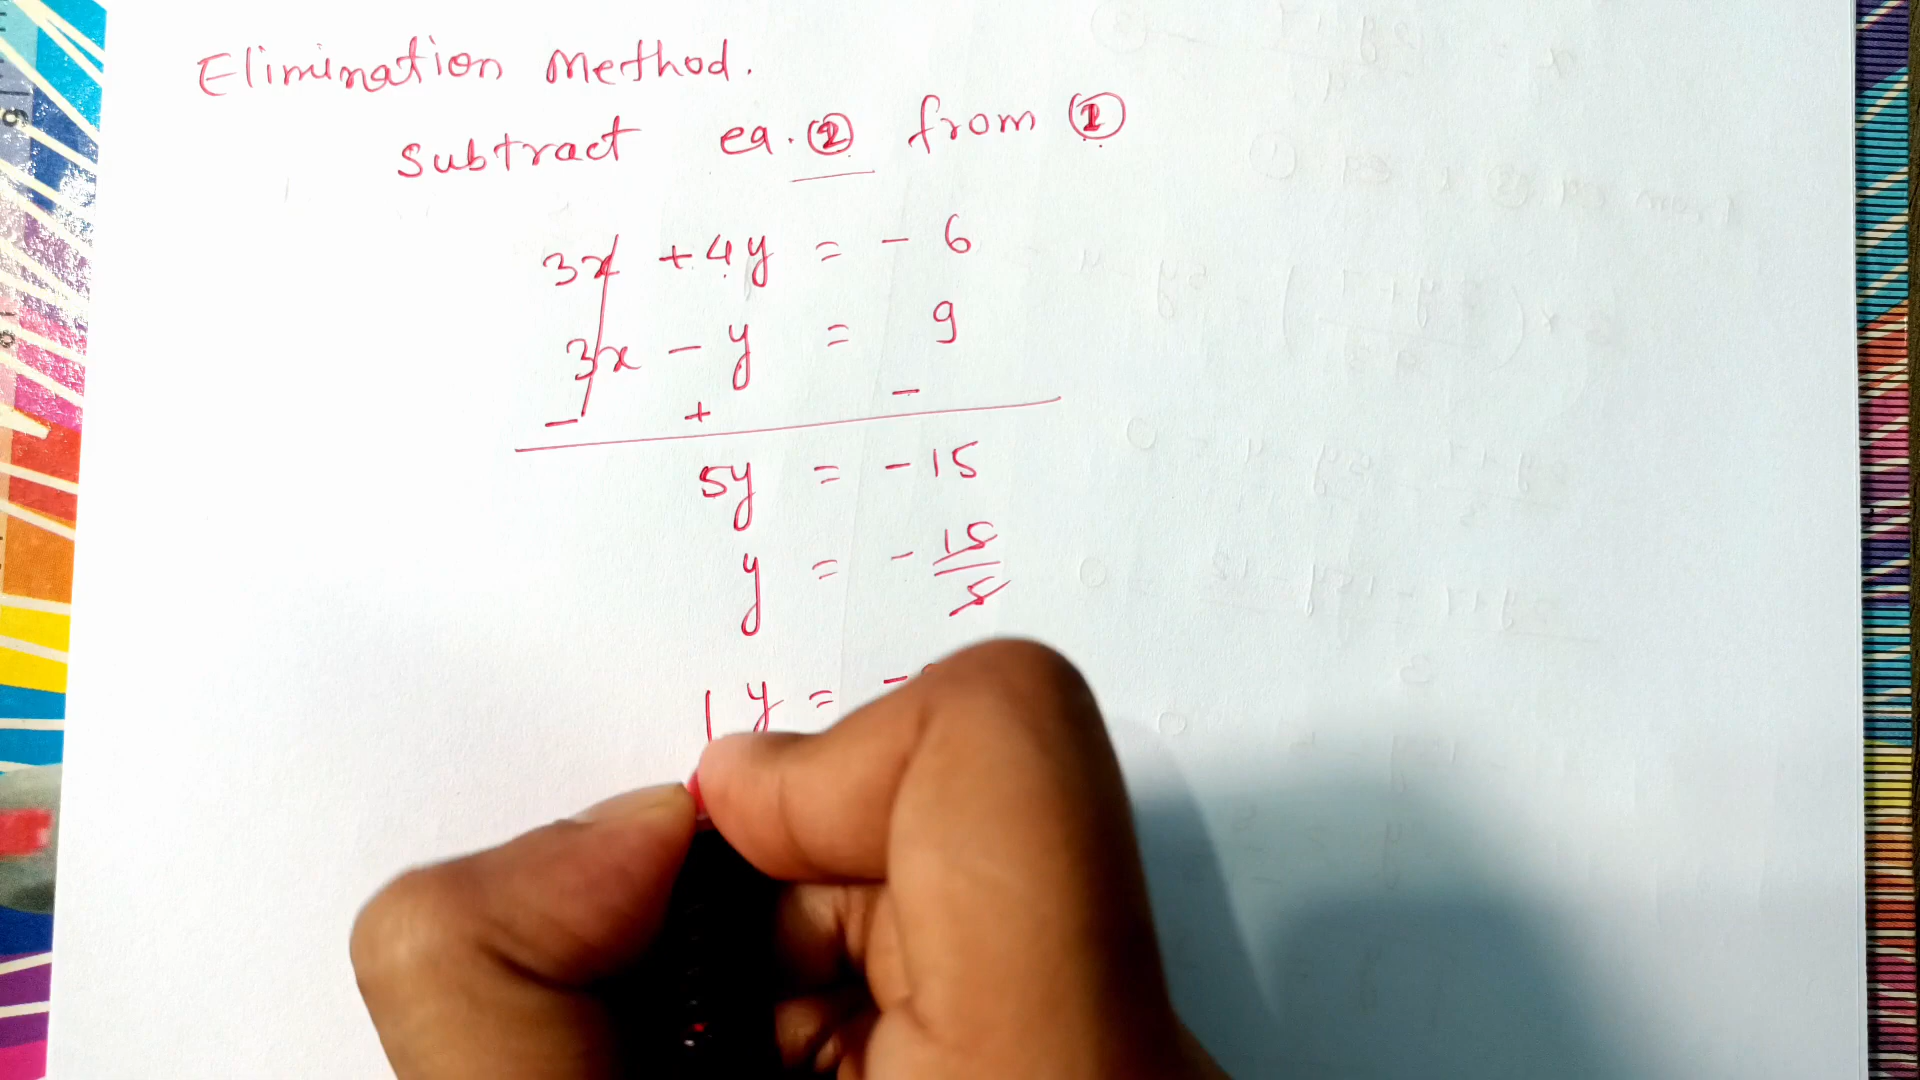 Elimination Method.
Subtract eq. ② from ①
3x + 4y = - 6
3x - y = 9
- + -
5y = - 15
y = - 15/5
y = -